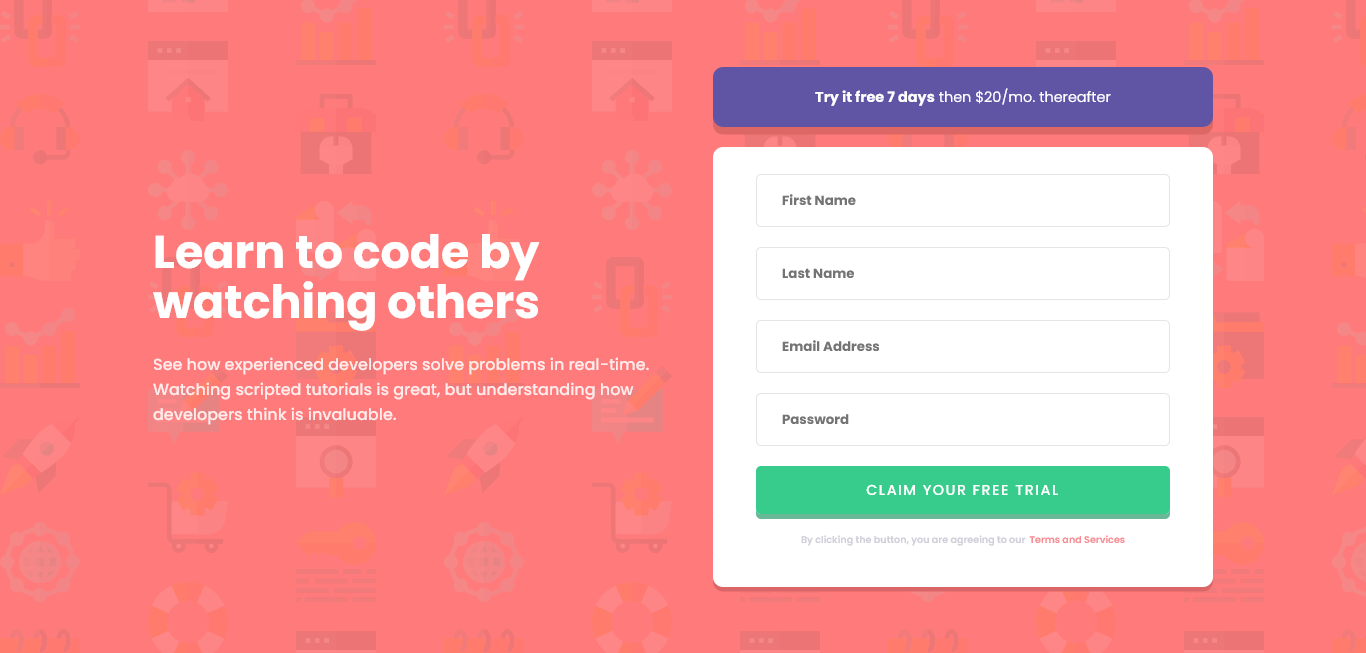 Learn to code by
watching others
See how experienced developers solve problems in real-time.
Watching scripted tutorials is great, but understanding how
developers think is invaluable.
Try it free 7 days then $20/mo. thereafter
First Name
Last Name
Email Address
Password
CLAIM YOUR FREE TRIAL
By clicking the button, you are agreeing to our Terms and Services